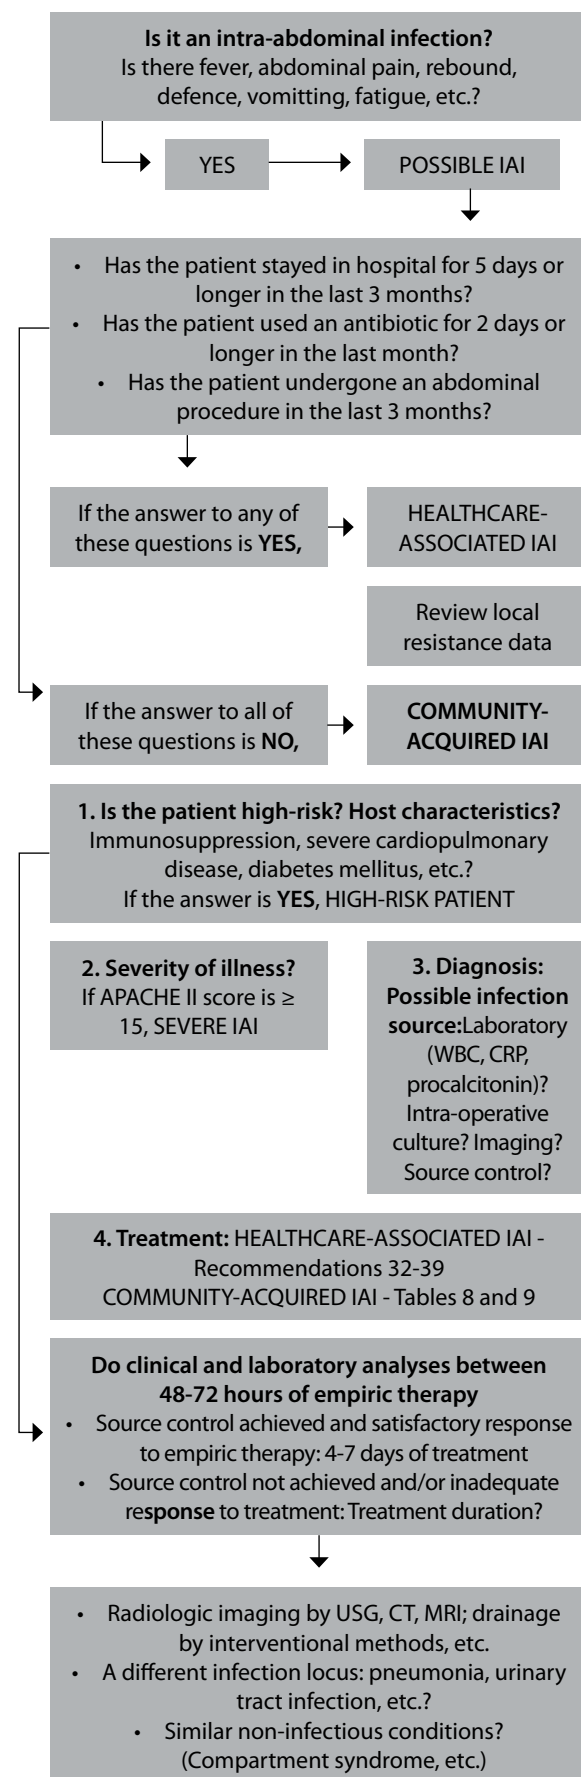 Is it an intra-abdominal infection?
Is there fever, abdominal pain, rebound,
defence, vomitting, fatigue, etc.?
YES
POSSIBLE IAI
• Has the patient stayed in hospital for 5 days or
longer in the last 3 months?
• Has the patient used an antibiotic for 2 days or
longer in the last month?
• Has the patient undergone an abdominal
procedure in the last 3 months?
If the answer to any of
these questions is YES,
HEALTHCARE-
ASSOCIATED IAI
Review local
resistance data
If the answer to all of
these questions is NO,
COMMUNITY-
ACQUIRED IAI
1. Is the patient high-risk? Host characteristics?
Immunosuppression, severe cardiopulmonary
disease, diabetes mellitus, etc.?
If the answer is YES, HIGH-RISK PATIENT
2. Severity of illness?
If APACHE II score is ≥
15, SEVERE IAI
3. Diagnosis:
Possible infection
source:Laboratory
(WBC, CRP,
procalcitonin)?
Intra-operative
culture? Imaging?
Source control?
4. Treatment: HEALTHCARE-ASSOCIATED IAI -
Recommendations 32-39
COMMUNITY-ACQUIRED IAI - Tables 8 and 9
Do clinical and laboratory analyses between
48-72 hours of empiric therapy
• Source control achieved and satisfactory response
to empiric therapy: 4-7 days of treatment
• Source control not achieved and/or inadequate
response to treatment: Treatment duration?
• Radiologic imaging by USG, CT, MRI; drainage
by interventional methods, etc.
• A different infection locus: pneumonia, urinary
tract infection, etc.?
• Similar non-infectious conditions?
(Compartment syndrome, etc.)